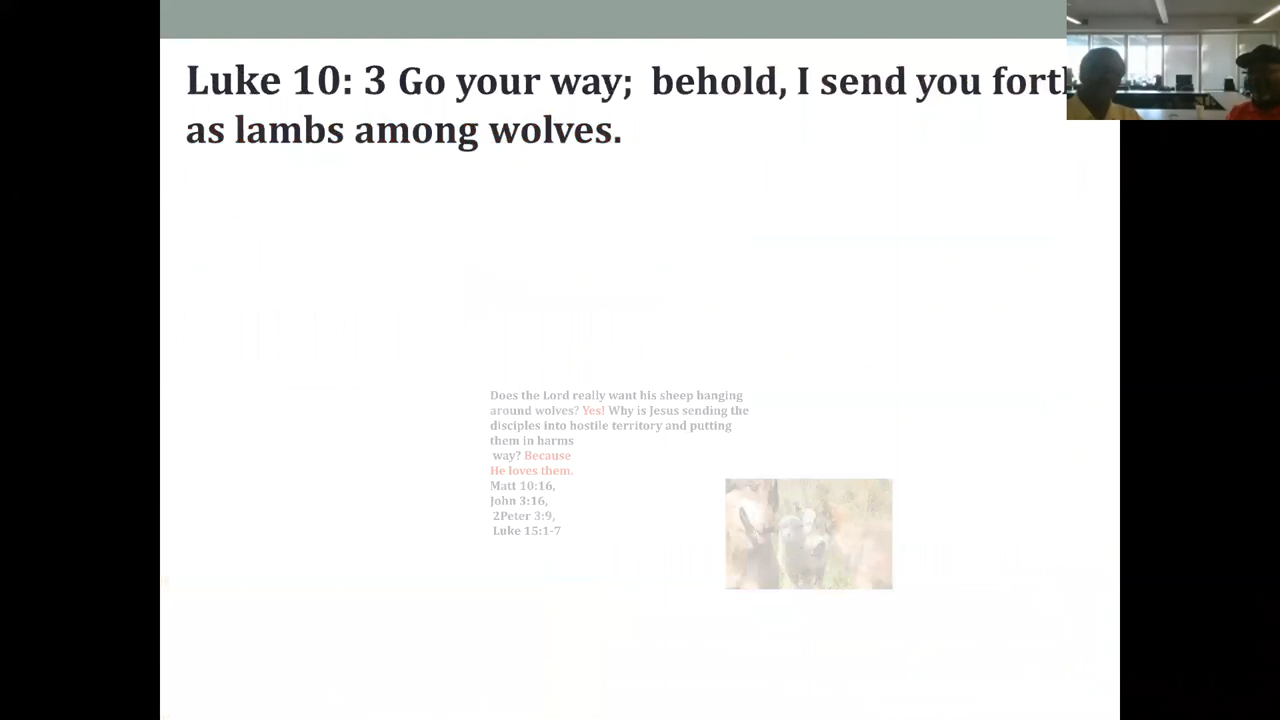 Luke 10: 3 Go your way; behold, I send you forth
as lambs among wolves.
Does the Lord really want his sheep hanging
around wolves? Yes! Why is Jesus sending the
disciples into hostile territory and putting
them in harms
way? Because
He loves them.
Matt 10:16,
John 3:16,
2Peter 3:9,
Luke 15:1-7